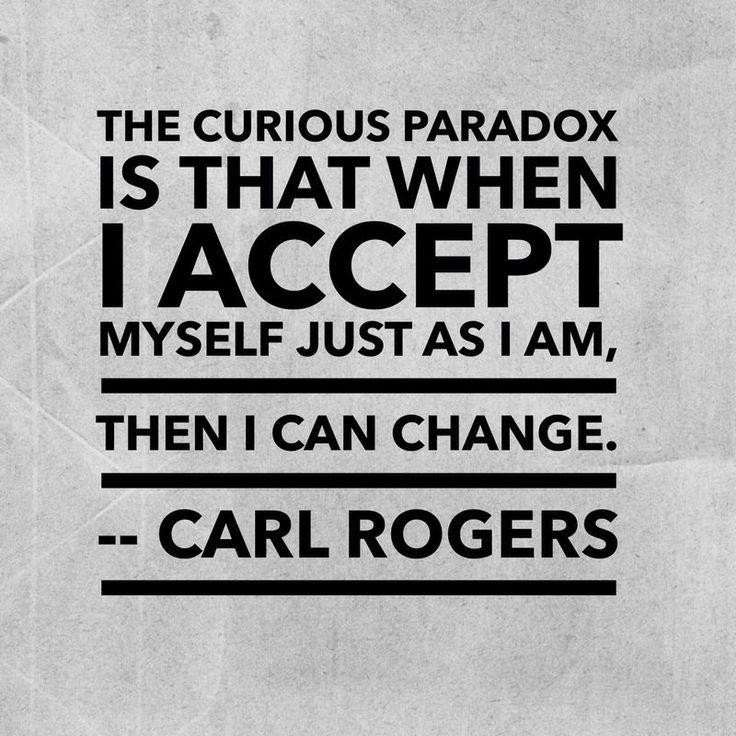 THE CURIOUS PARADOX
IS THAT WHEN
I ACCEPT
MYSELF JUST AS I AM,
THEN I CAN CHANGE.
-- CARL ROGERS